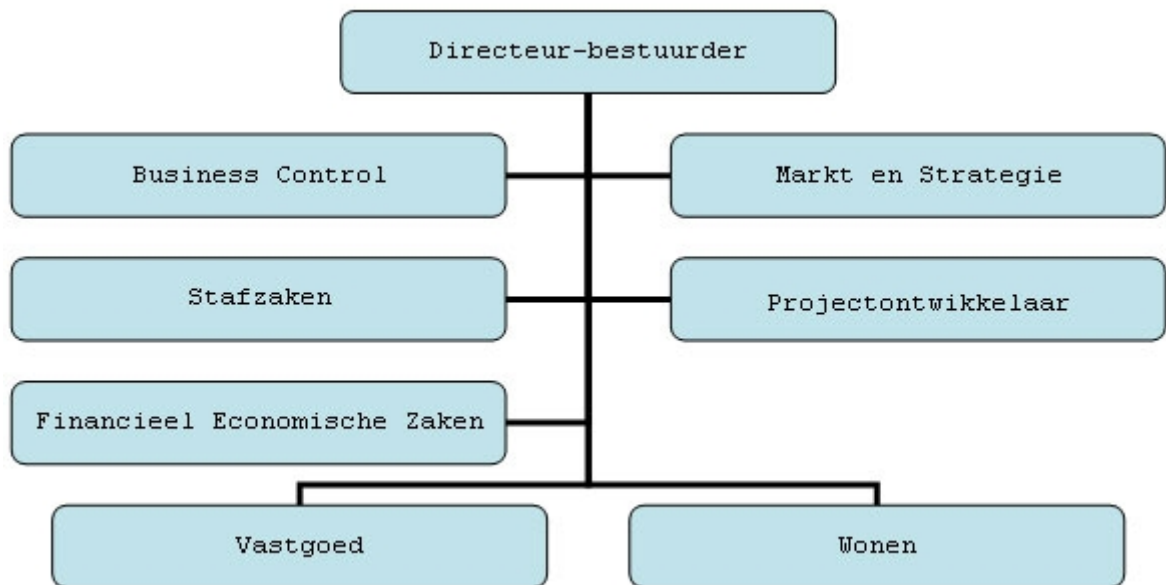 Directeur-bestuurder
Business Control
Markt en Strategie
Stafzaken
Projectontwikkelaar
Financieel Economische Zaken
Vastgoed
Wonen